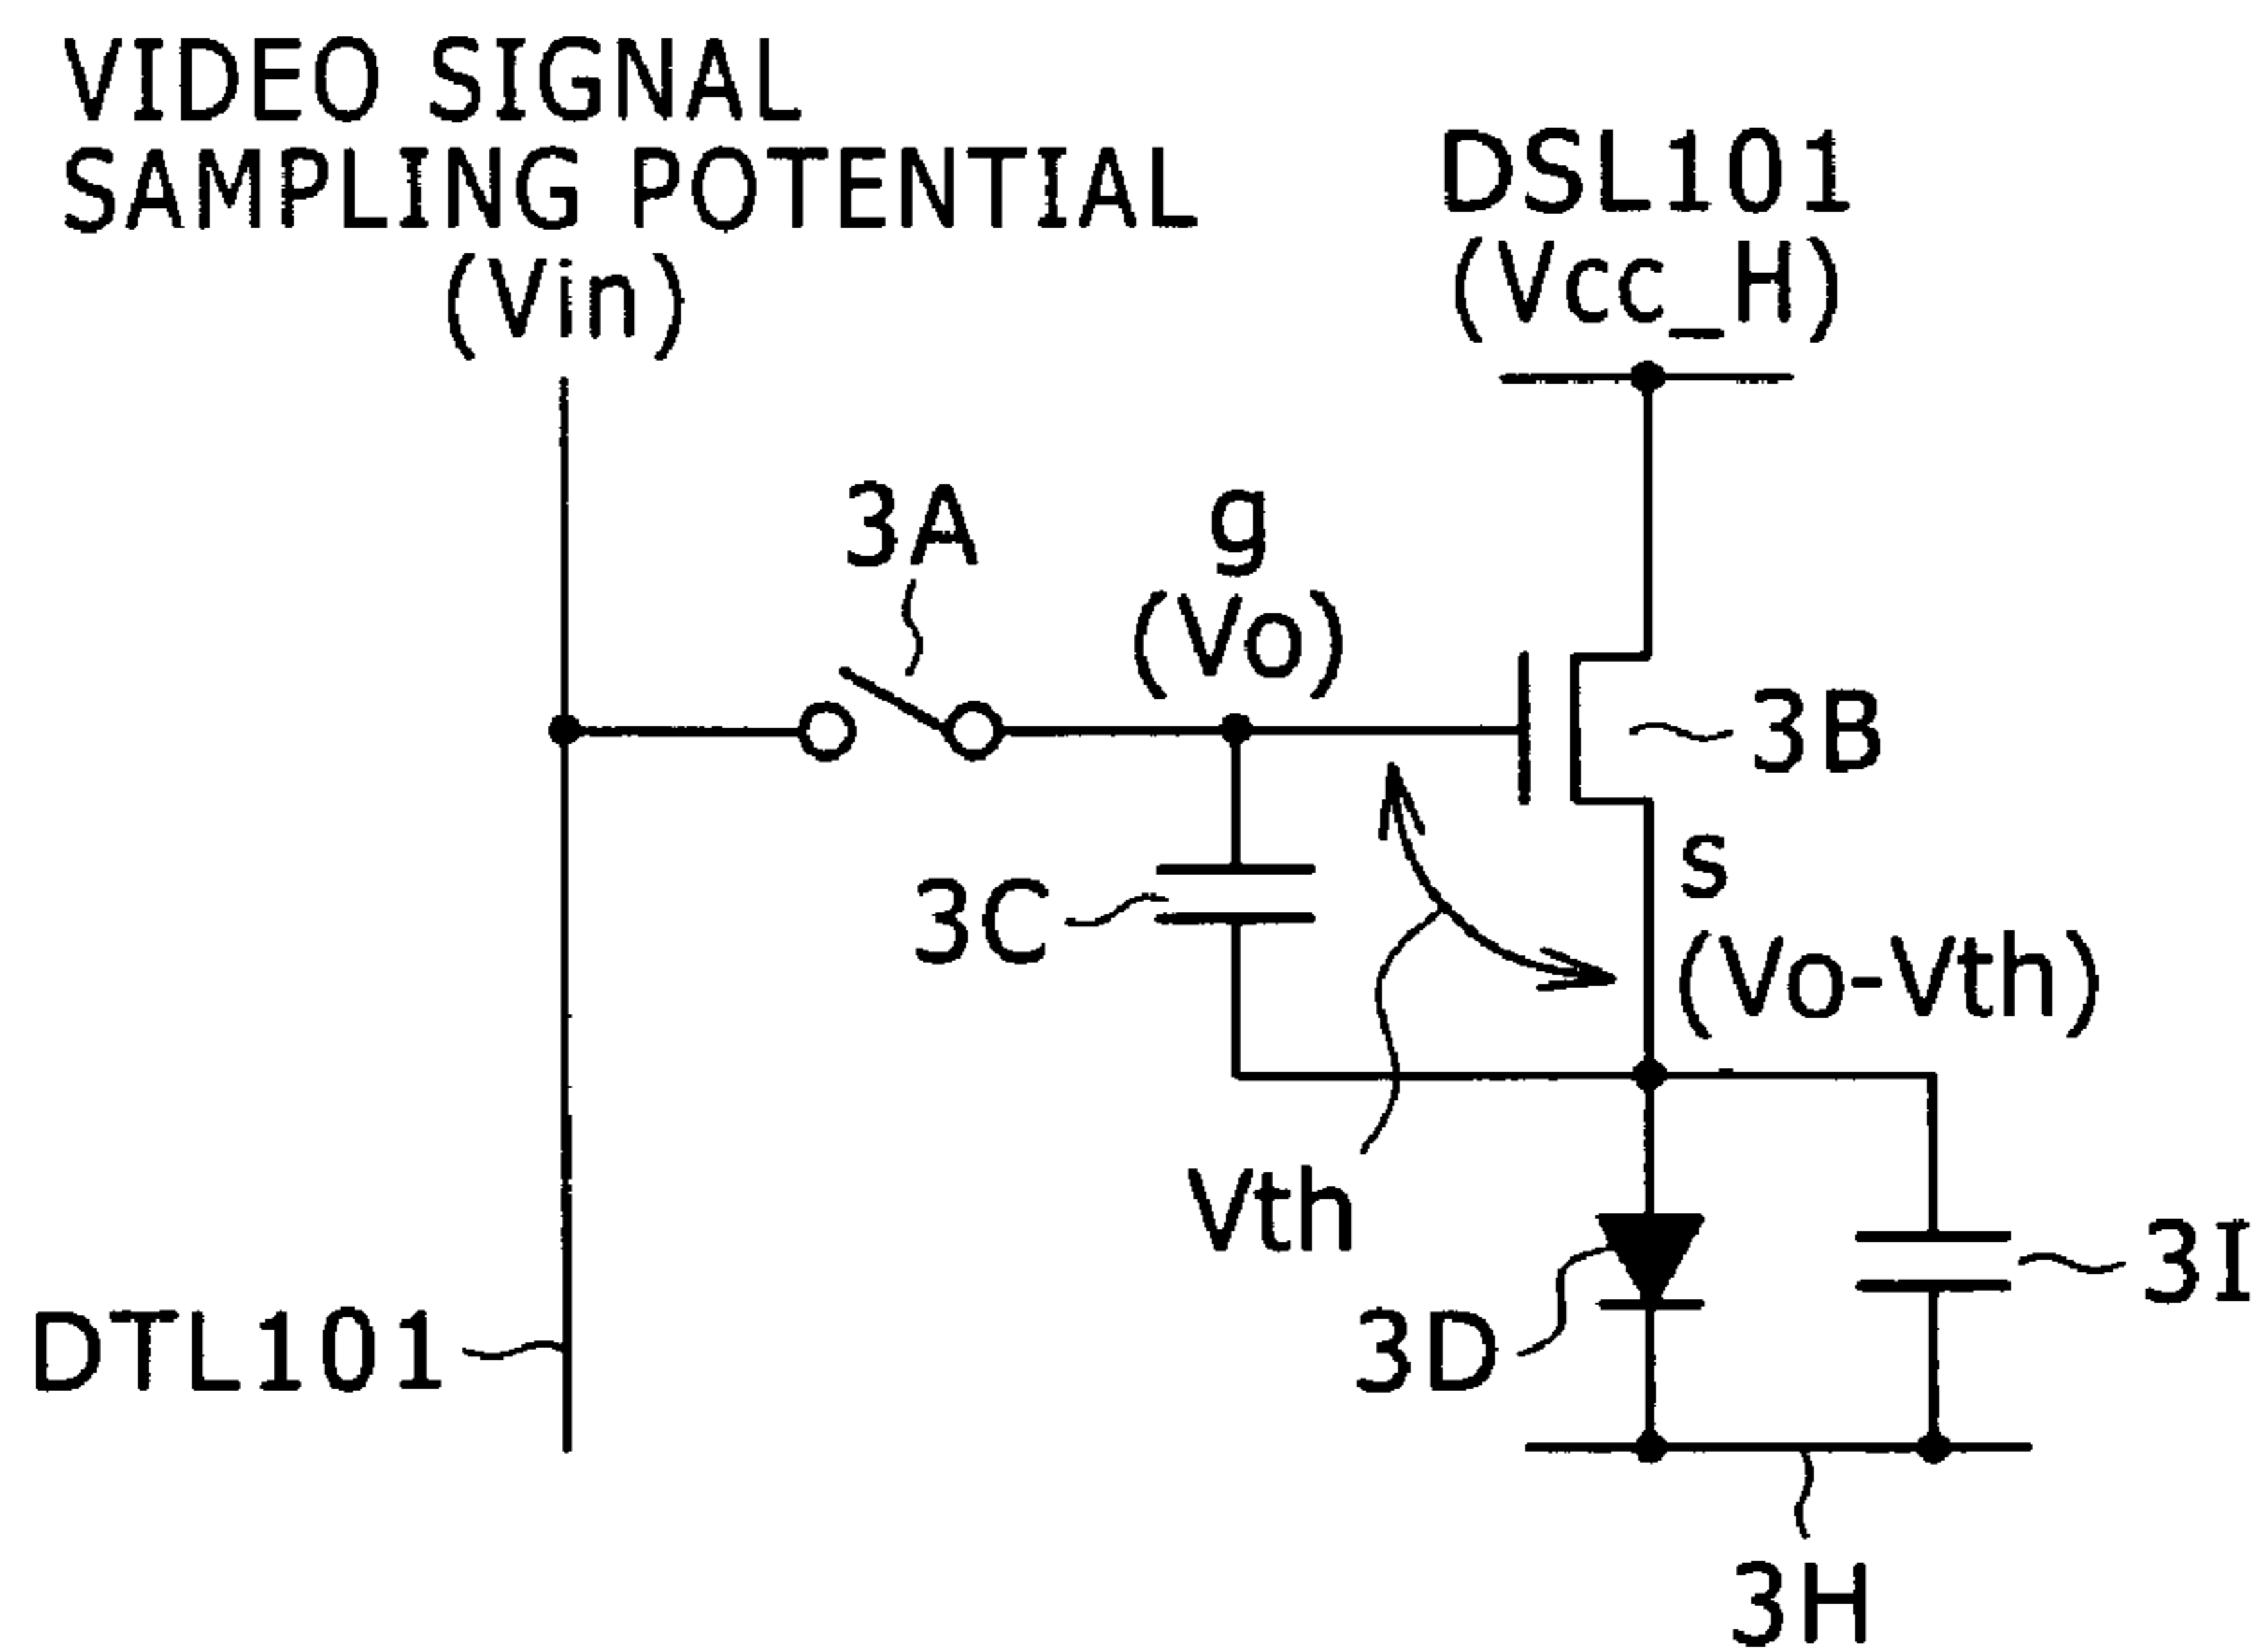 VIDEO SIGNAL
SAMPLING POTENTIAL
(Vin)
DSL101
(Vcc_H)
3A
g
(Vo)
3B
3C
s
(Vo-Vth)
Vth
3D
3I
DTL101
3H